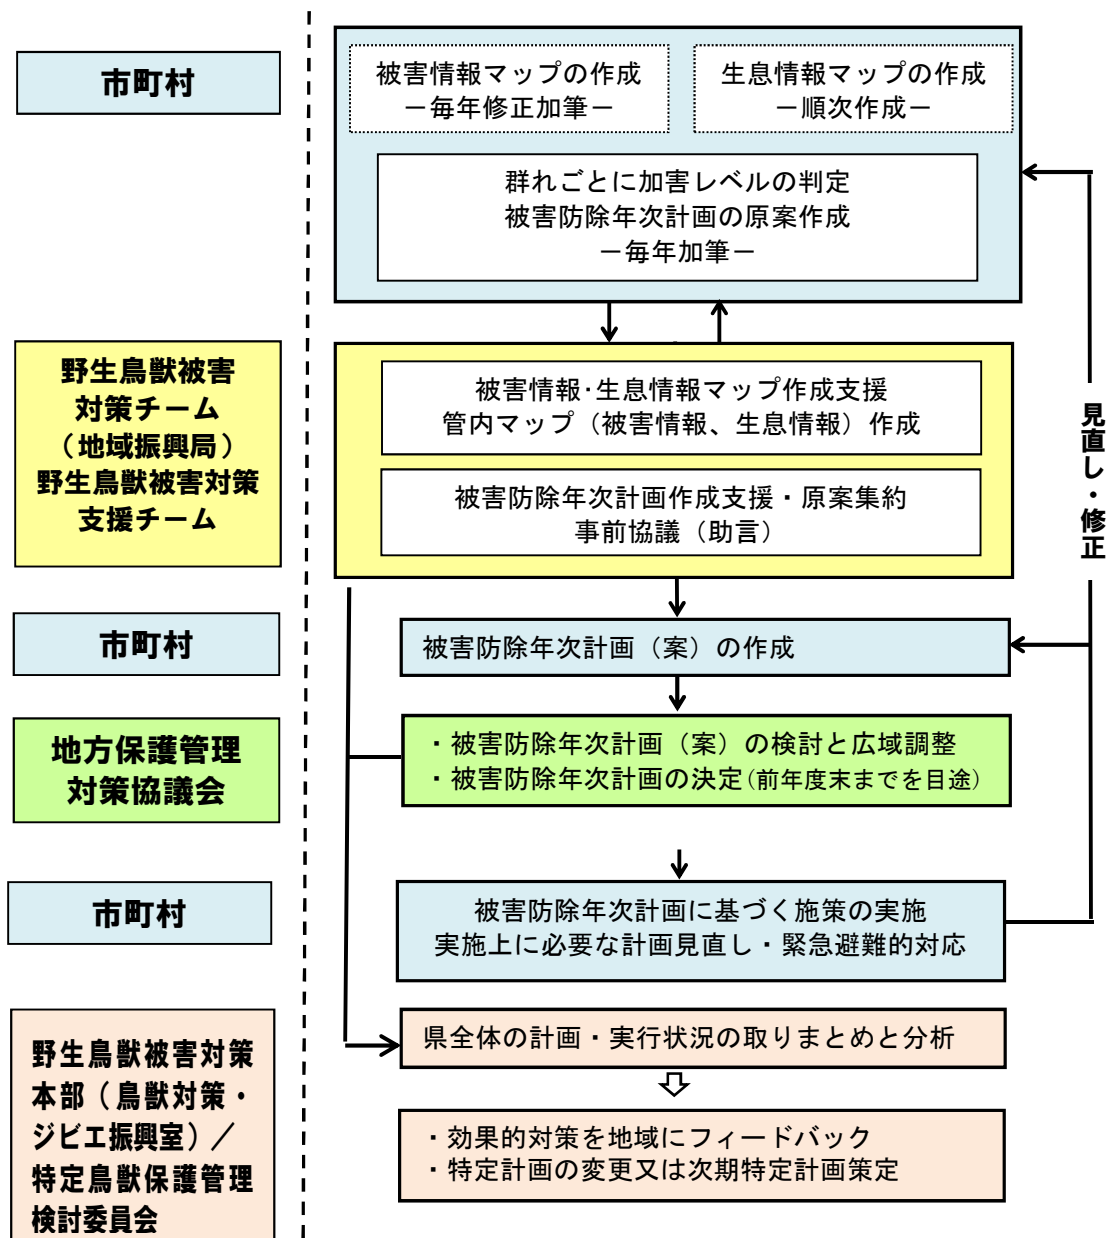 市町村
被害情報マップの作成
－毎年修正加筆－
生息情報マップの作成
－順次作成－
群れごとに加害レベルの判定
被害防除年次計画の原案作成
－毎年加筆－
野生鳥獣被害
対策チーム
（地域振興局）
野生鳥獣被害対策
支援チーム
被害情報･生息情報マップ作成支援
管内マップ（被害情報、生息情報）作成
被害防除年次計画作成支援・原案集約
事前協議（助言）
見直し・修正
市町村
被害防除年次計画（案）の作成
地方保護管理
対策協議会
・被害防除年次計画（案）の検討と広域調整
・被害防除年次計画の決定(前年度末までを目途)
市町村
被害防除年次計画に基づく施策の実施
実施上に必要な計画見直し・緊急避難的対応
野生鳥獣被害対策
本部（鳥獣対策・
ジビエ振興室）／
特定鳥獣保護管理
検討委員会
県全体の計画・実行状況の取りまとめと分析
・効果的対策を地域にフィードバック
・特定計画の変更又は次期特定計画策定